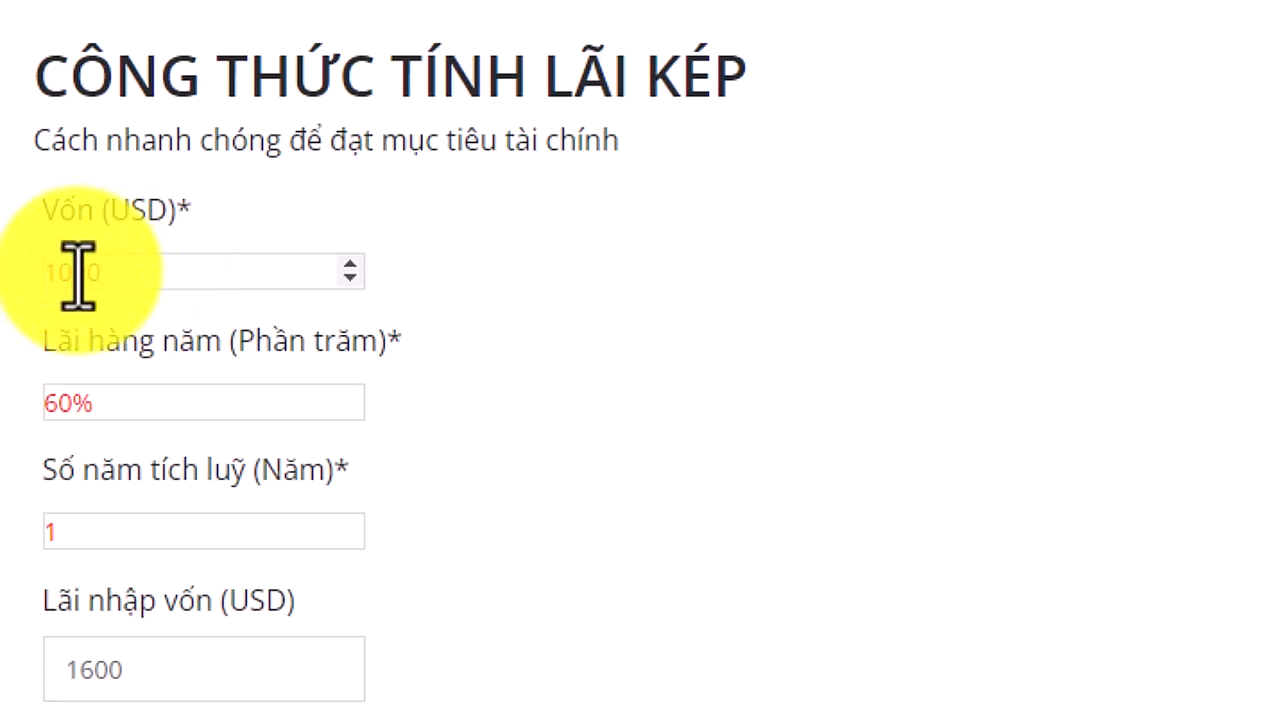 CÔNG THỨC TÍNH LÃI KÉP
Cách nhanh chóng để đạt mục tiêu tài chính
Vốn (USD)*
1000
Lãi hàng năm (Phần trăm)*
60%
Số năm tích luỹ (Năm)*
1
Lãi nhập vốn (USD)
1600